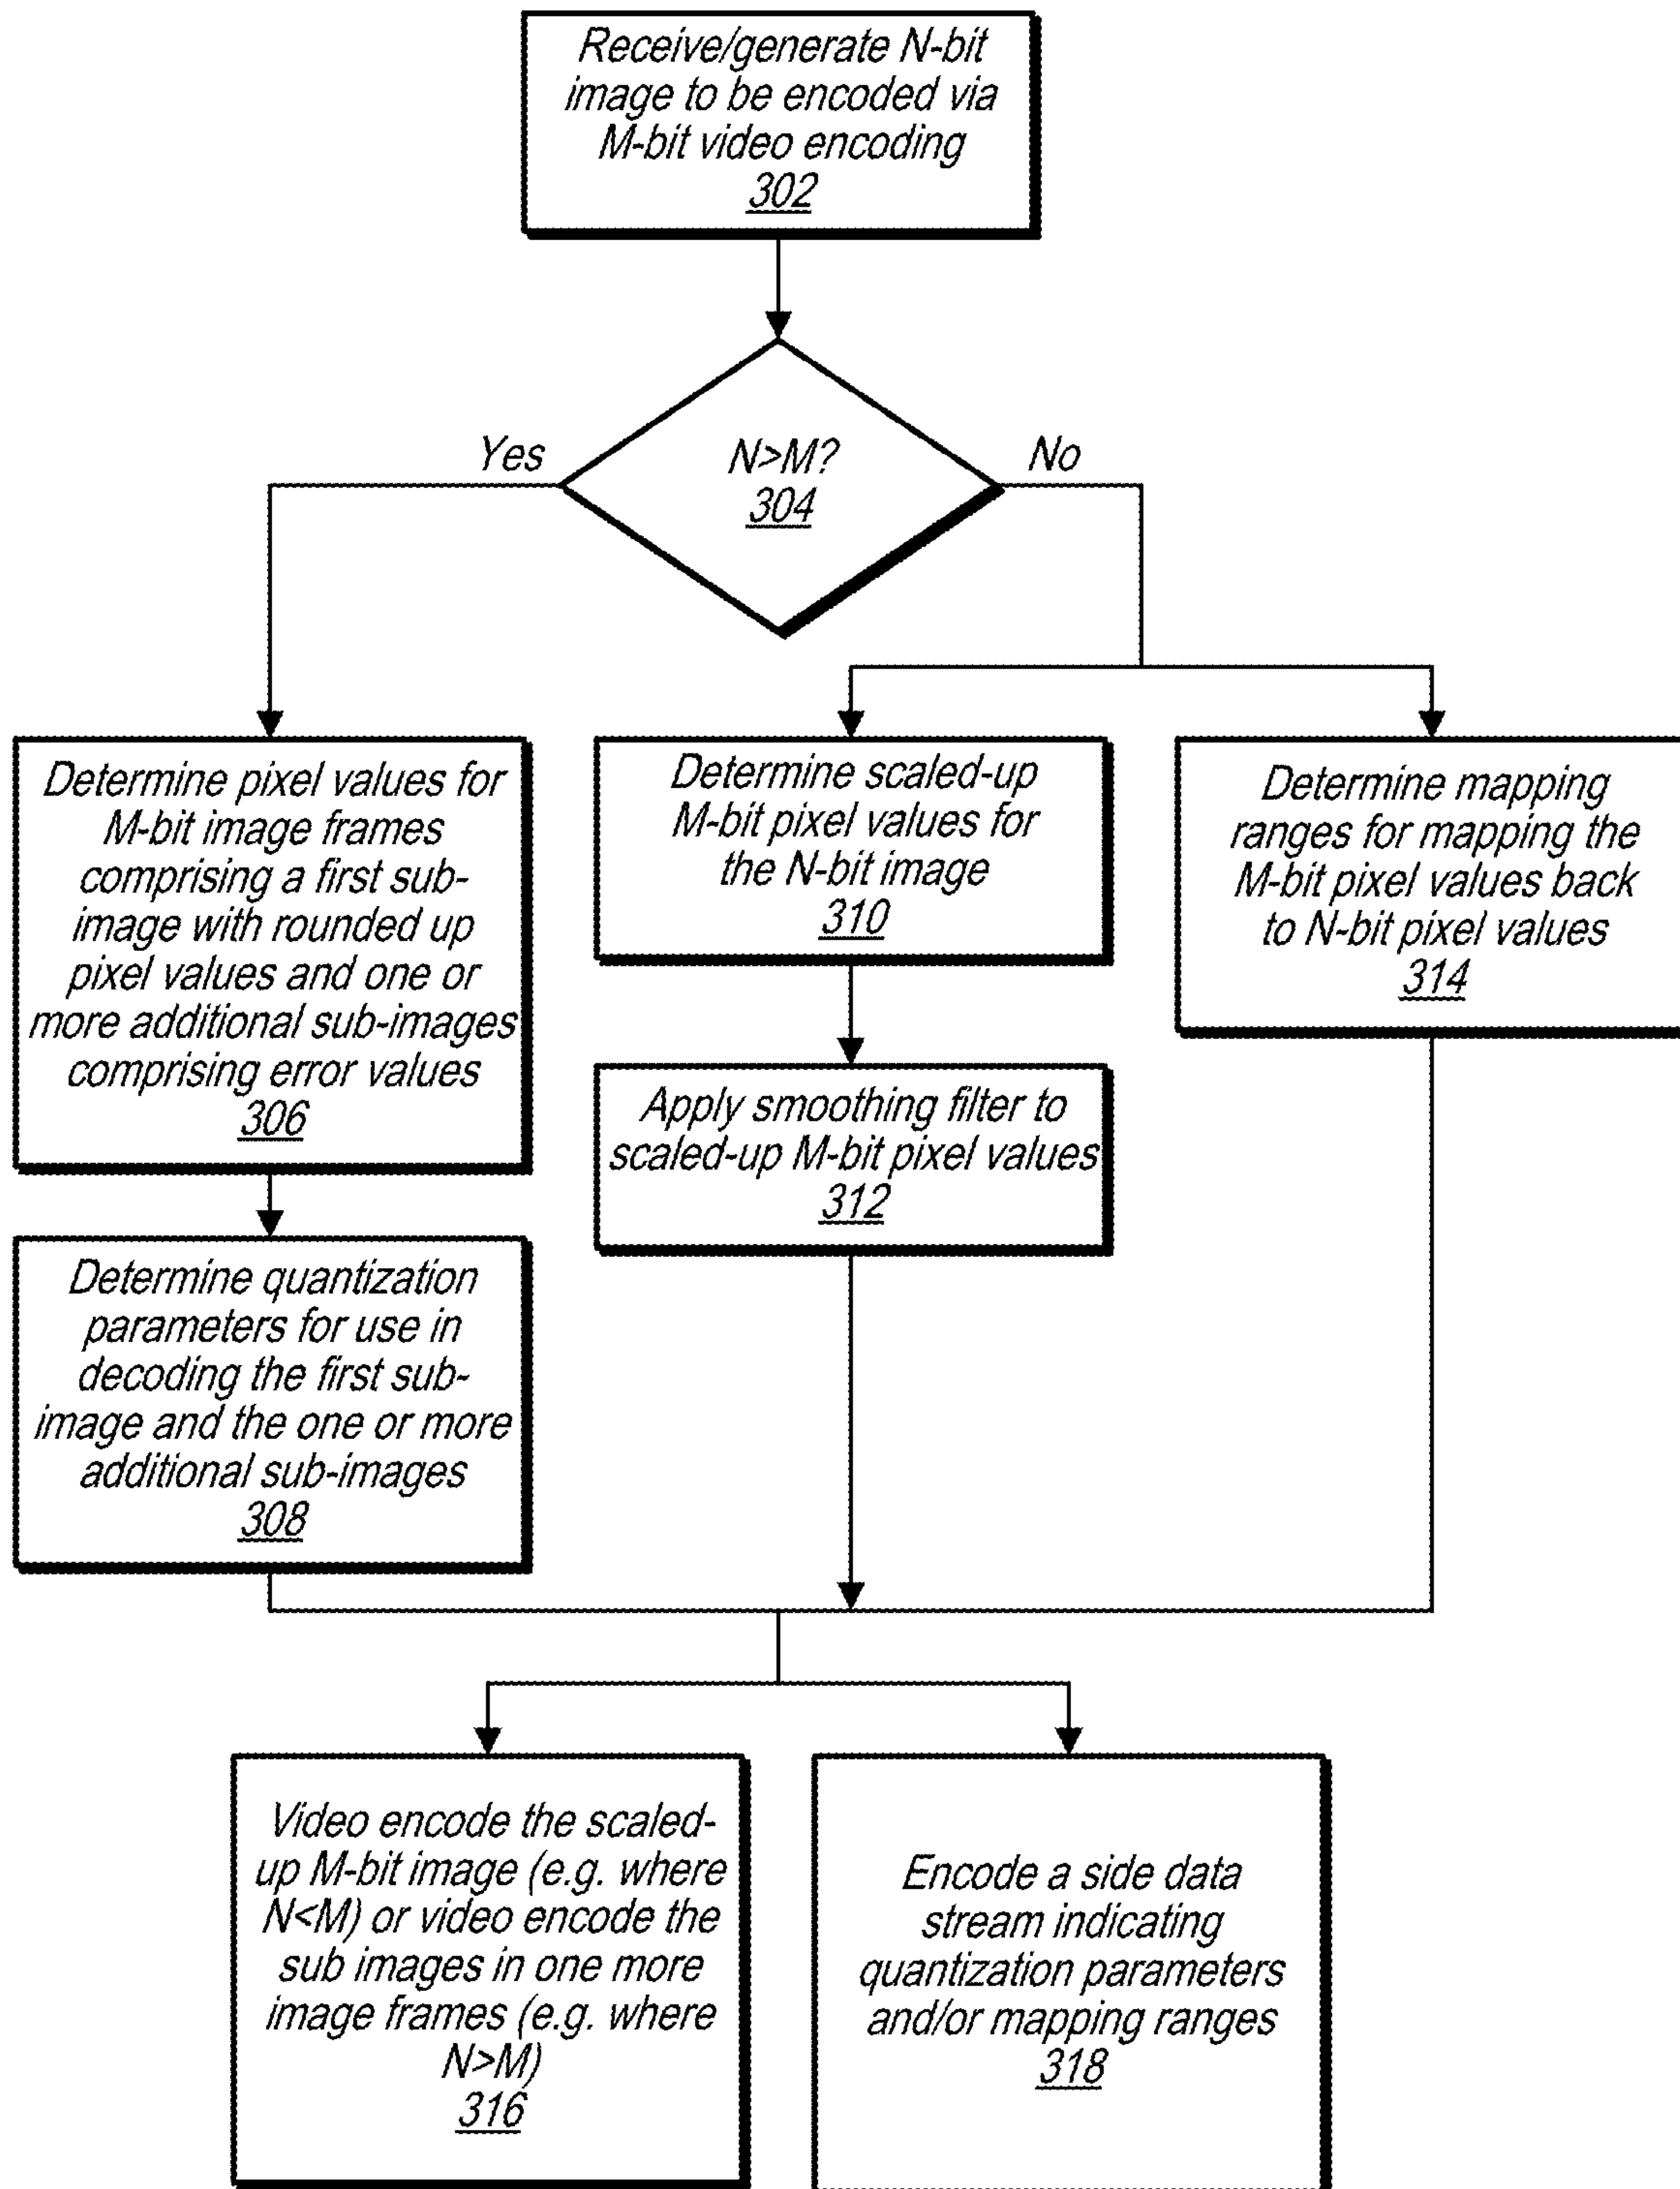 Receive/generate N-bit
image to be encoded via
M-bit video encoding
302
Yes
N>M?
304
No
Determine pixel values for
M-bit image frames
comprising a first sub-
image with rounded up
pixel values and one or
more additional sub-images
comprising error values
306
Determine scaled-up
M-bit pixel values for
the N-bit image
310
Determine mapping
ranges for mapping the
M-bit pixel values back
to N-bit pixel values
314
Apply smoothing filter to
scaled-up M-bit pixel values
312
Determine quantization
parameters for use in
decoding the first sub-
image and the one or more
additional sub-images
308
Video encode the scaled-
up M-bit image (e.g. where
N<M) or video encode the
sub images in one more
image frames (e.g. where
N>M)
316
Encode a side data
stream indicating
quantization parameters
and/or mapping ranges
318